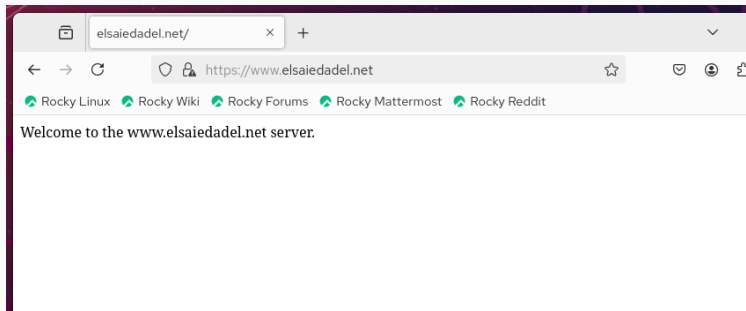 elsaiedadel.net/
https://www.elsaiedadel.net
Rocky Linux Rocky Wiki Rocky Forums Rocky Mattermost Rocky Reddit
Welcome to the www.elsaiedadel.net server.